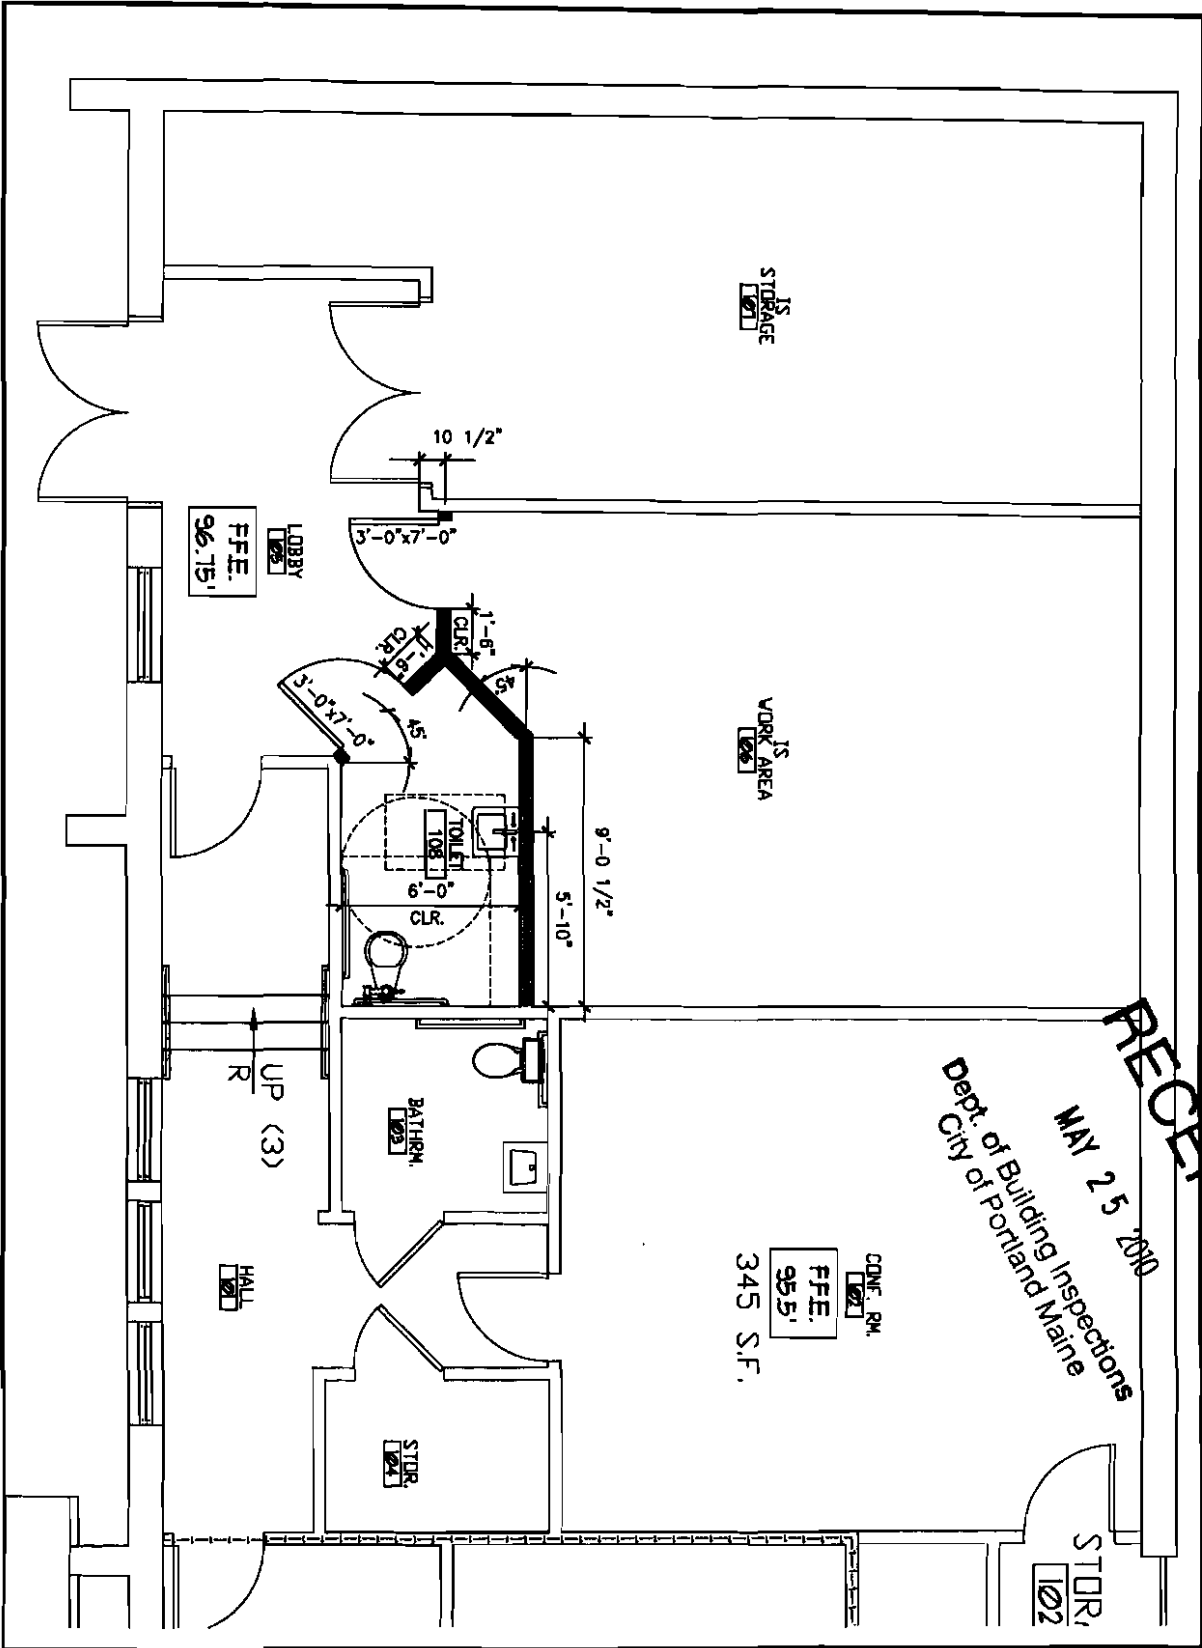 IS
STORAGE
107
10 1/2"
3'-0"x7'-0"
LOBBY
105
F.F.E.
96.75'
1'-6"
CLR.
1'-6"
CLR.
45°
3'-0"x7'-0"
45°
IS
WORK AREA
106
9'-0 1/2"
5'-10"
TOILET
108
6'-0"
CLR.
UP (3)
R
BATHRM.
103
HALL
101
STOR.
104
CONF. RM.
102
F.F.E.
95.5'
345 S.F.
MAY 25 2010
Dept. of Building Inspections
City of Portland Maine
STOR.
102